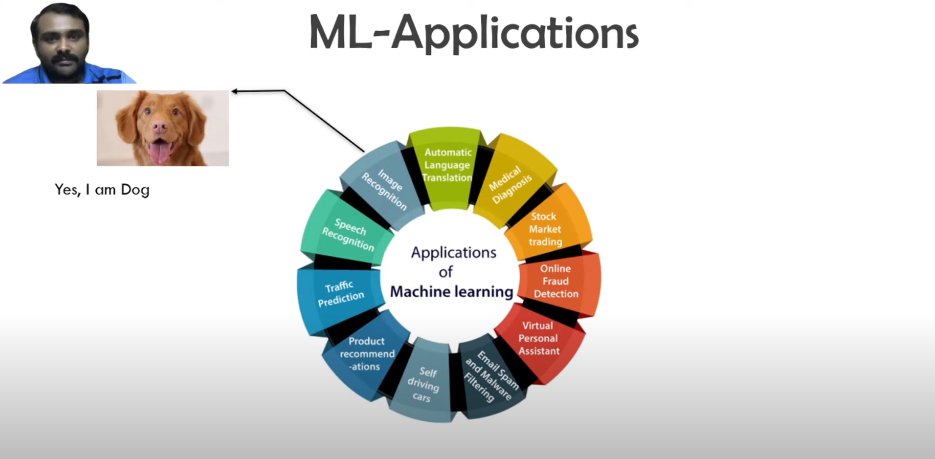 ML-Applications
Yes, I am Dog
Applications
of
Machine learning
Automatic
Language
Translation
Medical
Diagnosis
Stock
Market
trading
Online
Fraud
Detection
Virtual
Personal
Assistant
Email Spam
and Malware
Filtering
Self
driving
cars
Product
recommend
-ations
Traffic
Prediction
Speech
Recognition
Image
Recognition